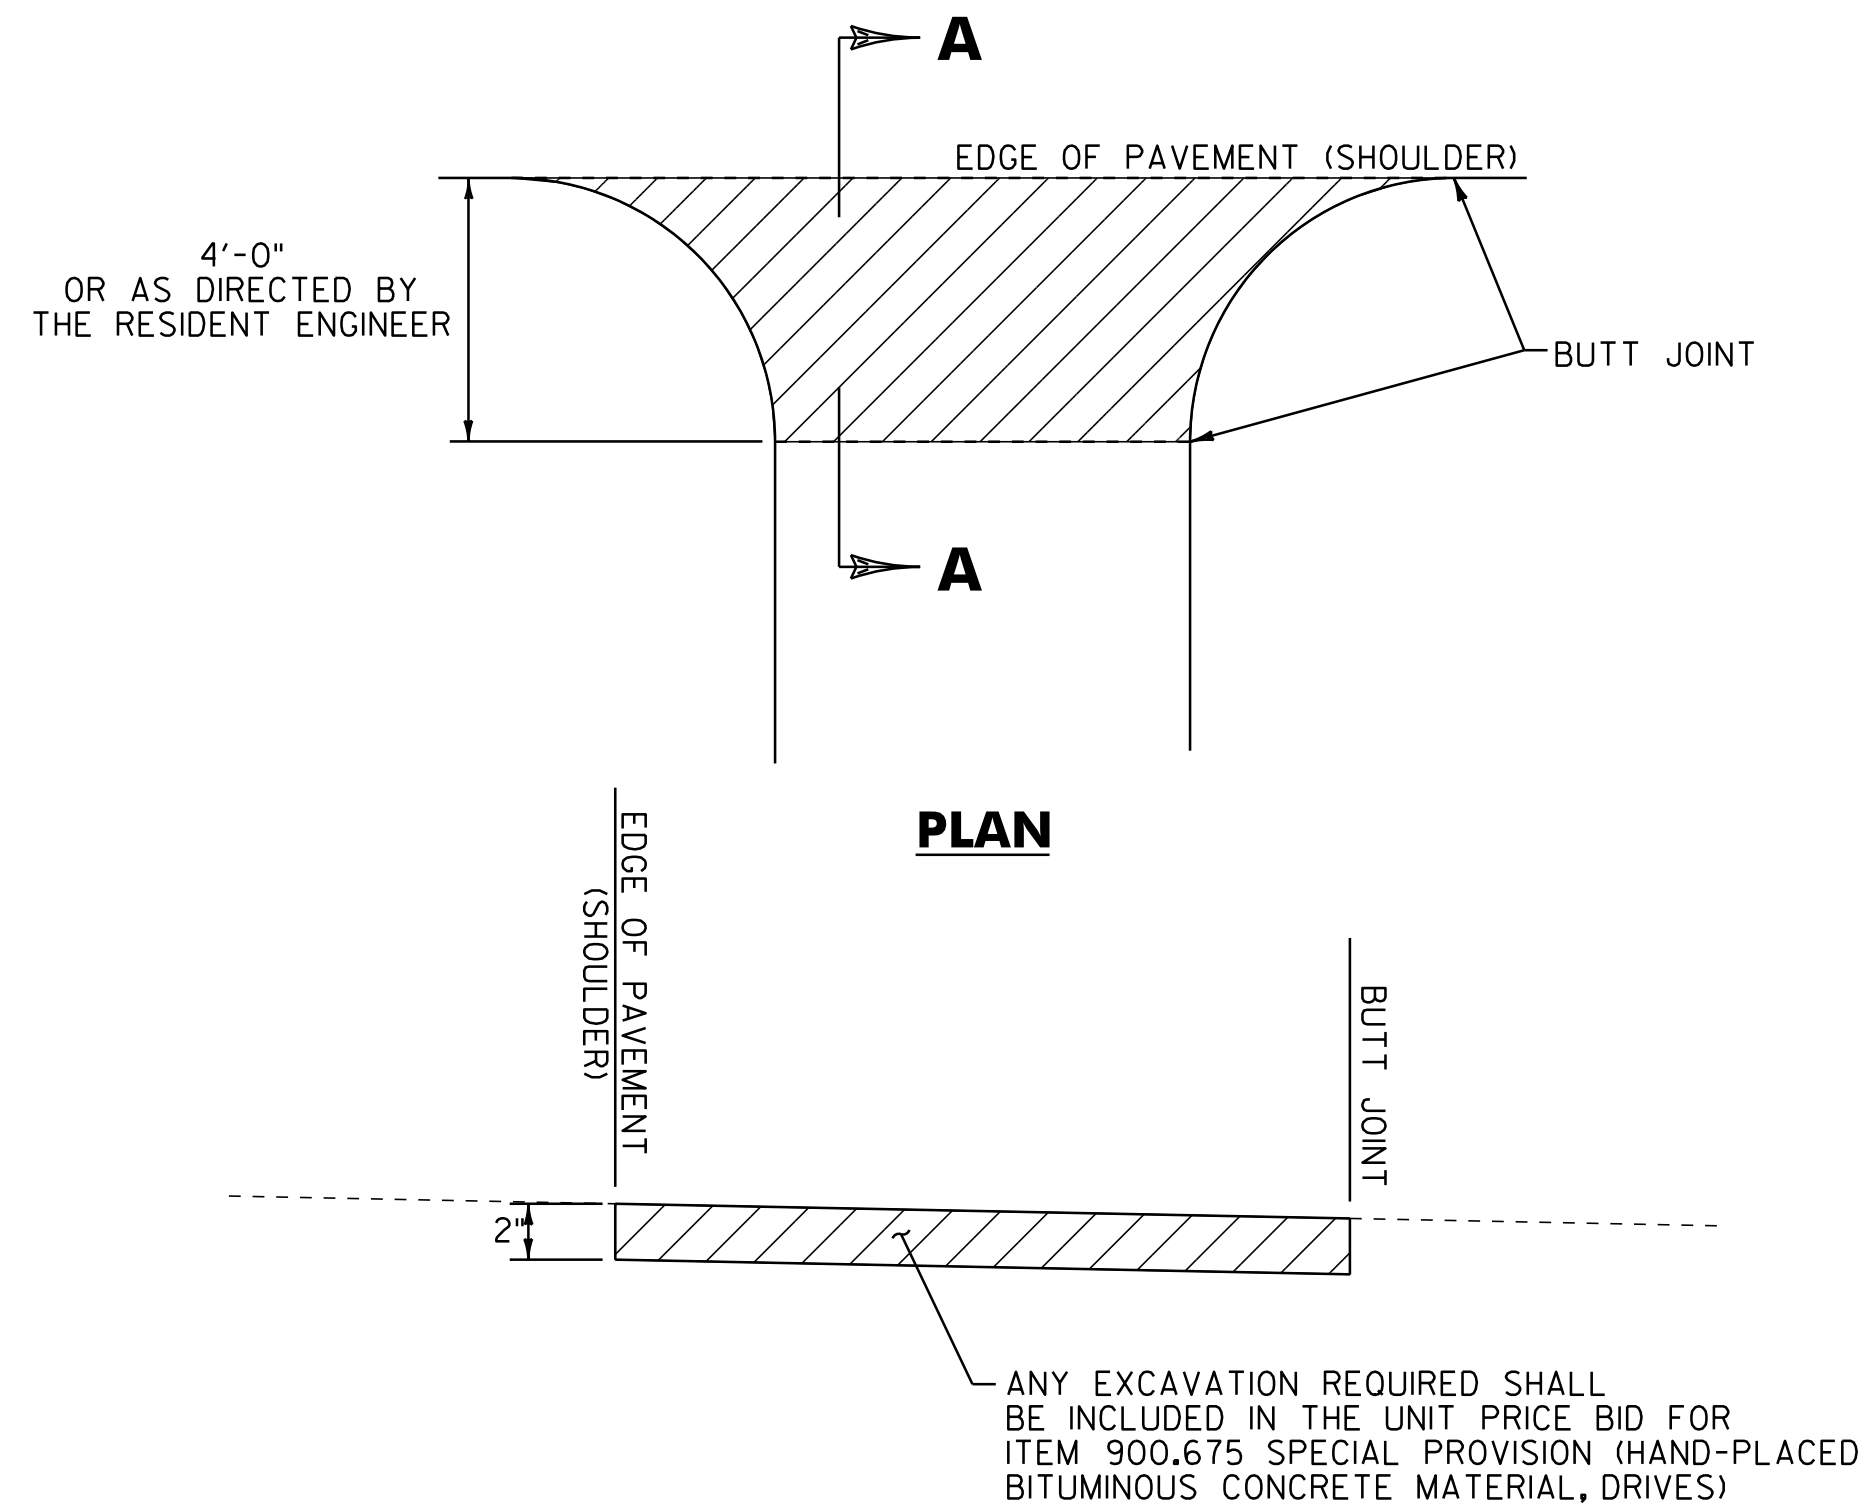 A
EDGE OF PAVEMENT (SHOULDER)
4'-0"
OR AS DIRECTED BY
THE RESIDENT ENGINEER
BUTT JOINT
A
PLAN
EDGE OF PAVEMENT
(SHOULDER)
BUTT JOINT
2"
ANY EXCAVATION REQUIRED SHALL
BE INCLUDED IN THE UNIT PRICE BID FOR
ITEM 900.675 SPECIAL PROVISION (HAND-PLACED
BITUMINOUS CONCRETE MATERIAL, DRIVES)